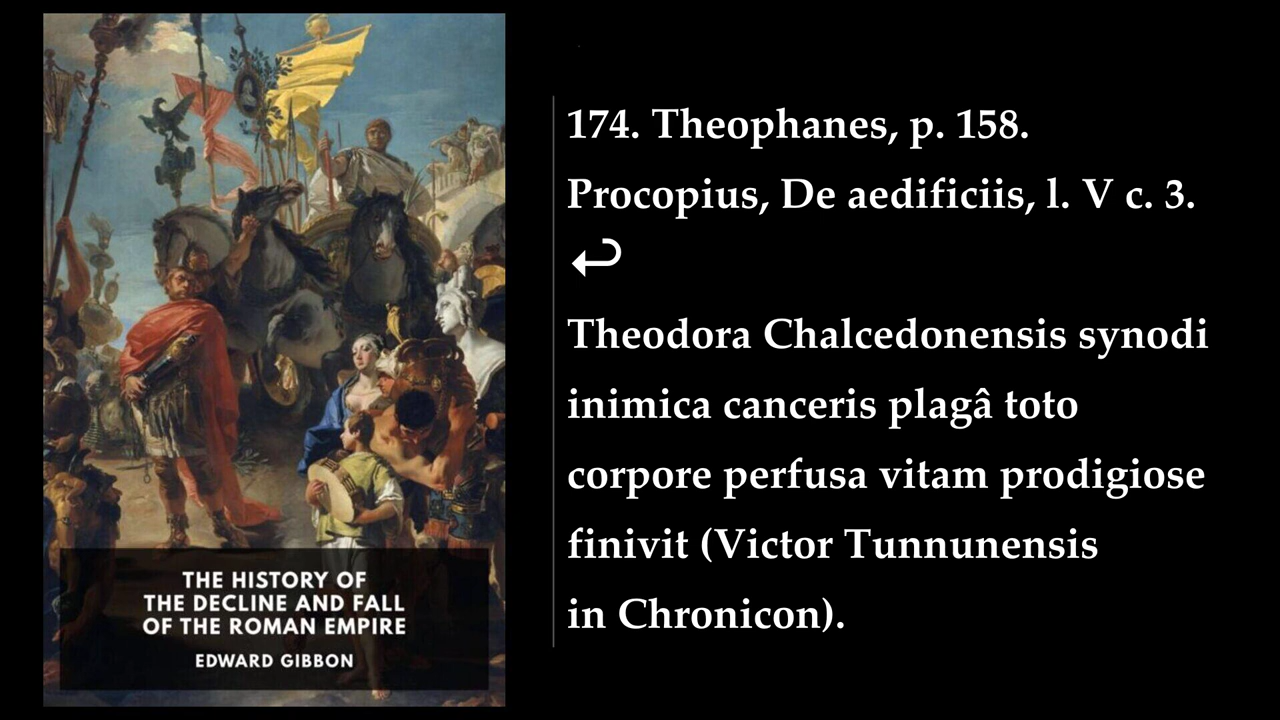 THE HISTORY OF
THE DECLINE AND FALL
OF THE ROMAN EMPIRE
EDWARD GIBBON
174. Theophanes, p. 158.
Procopius, De aedificiis, l. V c. 3.
↩
Theodora Chalcedonensis synodi
inimica canceris plagâ toto
corpore perfusa vitam prodigiose
finivit (Victor Tunnunensis
in Chronicon).